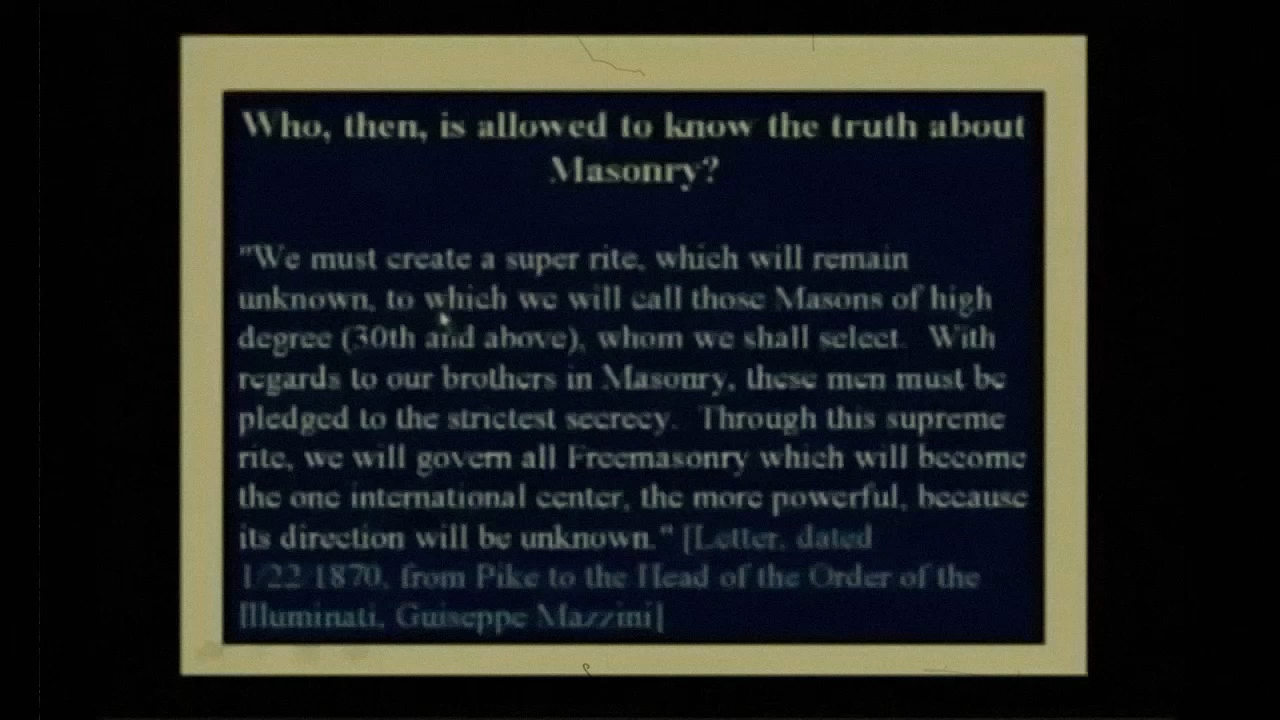 Who, then, is allowed to know the truth about
Masonry?
"We must create a super rite, which will remain
unknown, to which we will call those Masons of high
degree (30th and above), whom we shall select.  With
regards to our brothers in Masonry, these men must be
pledged to the strictest secrecy.  Through this supreme
rite, we will govern all Freemasonry which will become
the one international center, the more powerful, because
its direction will be unknown." [Letter, dated
1/22/1870, from Pike to the Head of the Order of the
Illuminati, Guiseppe Mazzini]